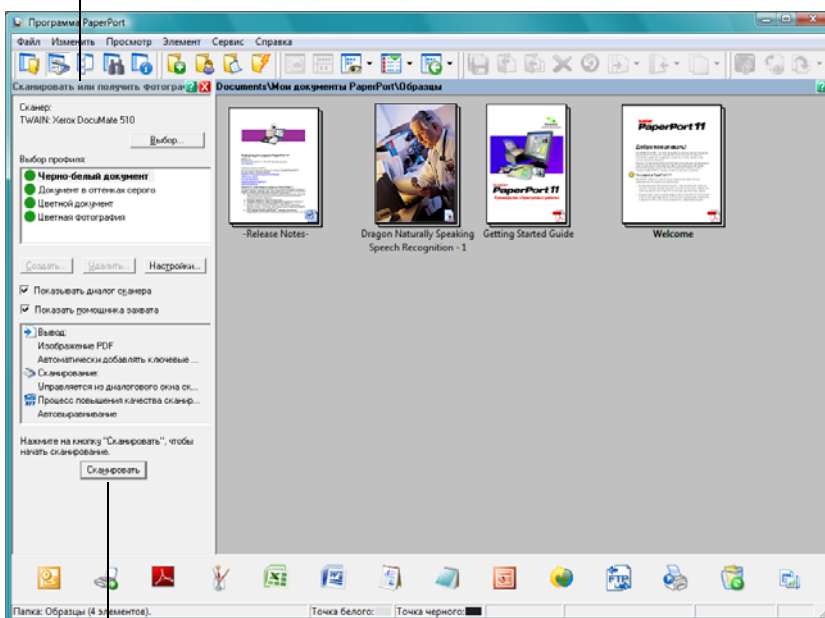 Программа PaperPort
Файл Изменить Просмотр Элемент Сервис Справка
Сканировать или получить фотогра
Documents\Мои документы PaperPort\Образцы
Сканер:
TWAIN: Xerox DocuMate 510
Выбор...
Выбор профиля:
Черно-белый документ
Документ в оттенках серого
Цветной документ
Цветная фотография
Создать... Удалить... Настройки...
Показывать диалог сканера
Показать помощника захвата
Вывод:
Изображение PDF
Автоматически добавлять ключевые ...
Сканирование:
Управляется из диалогового окна ск...
Процесс повышения качества сканир...
Автовыравнивание
Нажмите на кнопку "Сканировать", чтобы
начать сканирование.
Сканировать
PaperPort 11
PaperPort 11
Добро пожаловать!
-Release Notes-
Dragon Naturally Speaking
Speech Recognition - 1
Getting Started Guide
Welcome
FTP
Папка: Образцы (4 элементов).
Точка белого:
Точка черного: